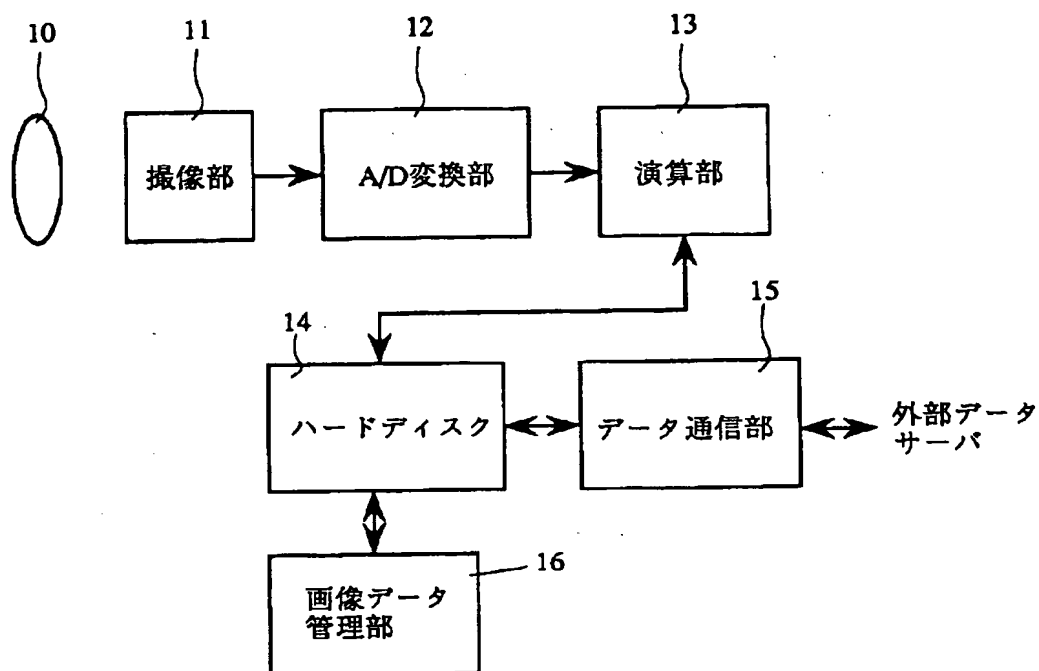 10
11
12
13
撮像部
A/D変換部
演算部
14
15
ハードディスク
データ通信部
外部データ
サーバ
16
画像データ
管理部